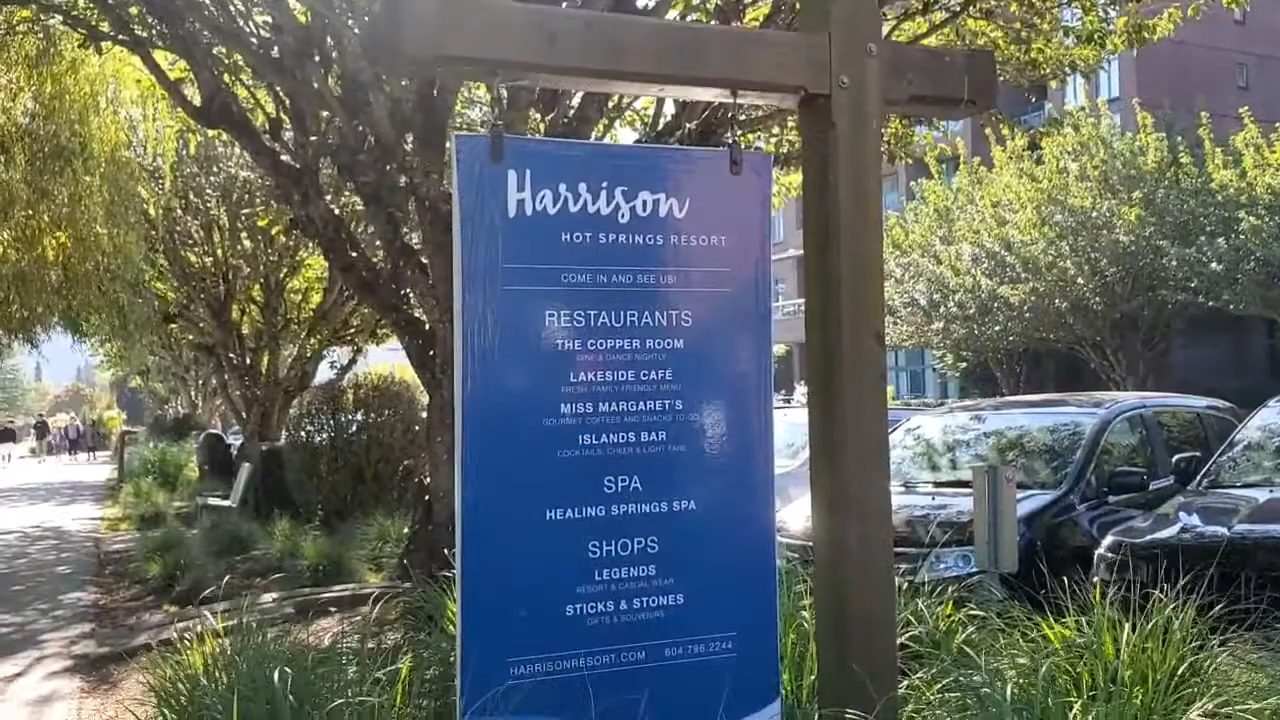 Harrison
HOT SPRINGS RESORT
COME IN AND SEE US!
RESTAURANTS
THE COPPER ROOM
DINE & DANCE NIGHTLY
LAKESIDE CAFÉ
FRESH, FAMILY-FRIENDLY MENU
MISS MARGARET'S
GOURMET COFFEES AND SNACKS TO-GO
ISLANDS BAR
COCKTAILS, CHEER & LIGHT FARE
SPA
HEALING SPRINGS SPA
SHOPS
LEGENDS
RESORT & CASUAL WEAR
STICKS & STONES
GIFTS & SOUVENIRS
HARRISONRESORT.COM 604.796.2244